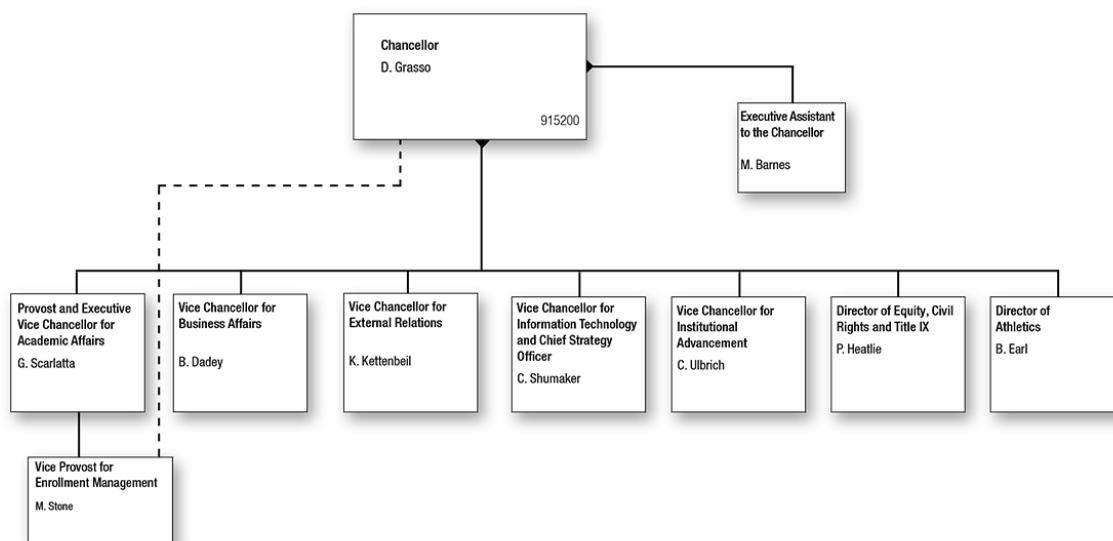 Chancellor
D. Grasso
915200
Executive Assistant
to the Chancellor
M. Barnes
Provost and Executive
Vice Chancellor for
Academic Affairs
G. Scarlatta
Vice Chancellor for
Business Affairs
B. Dadey
Vice Chancellor for
External Relations
K. Kettenbeil
Vice Chancellor for
Information Technology
and Chief Strategy
Officer
C. Shumaker
Vice Chancellor for
Institutional
Advancement
C. Ulbrich
Director of Equity, Civil
Rights and Title IX
P. Heatlie
Director of
Athletics
B. Earl
Vice Provost for
Enrollment Management
M. Stone